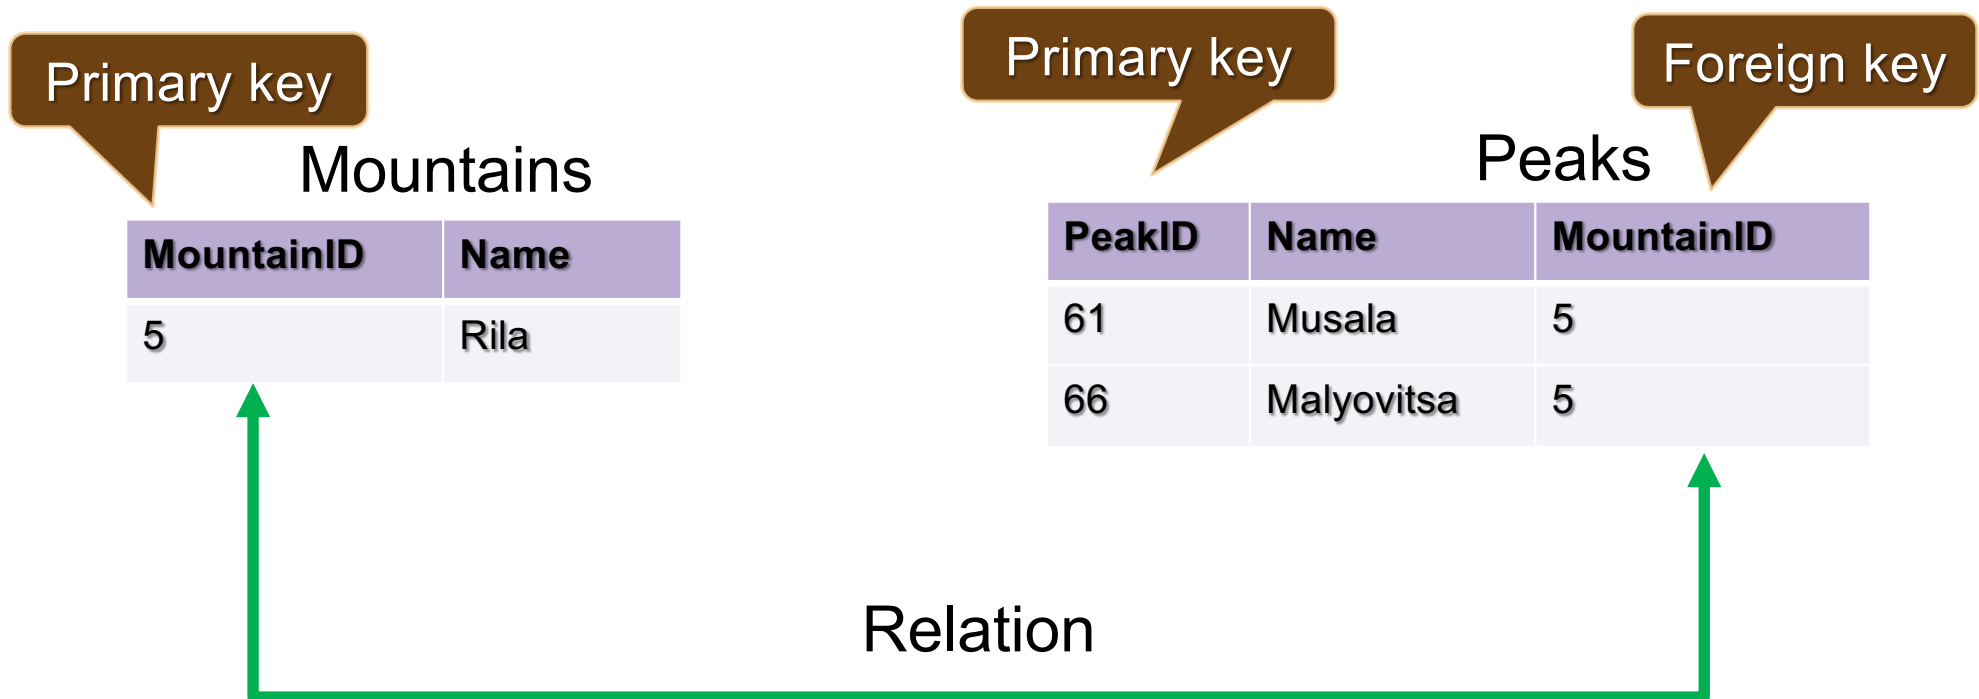 Primary key
Primary key
Foreign key
Mountains
Peaks
MountainID Name
5 Rila
PeakID Name MountainID
61 Musala 5
66 Malyovitsa 5
Relation